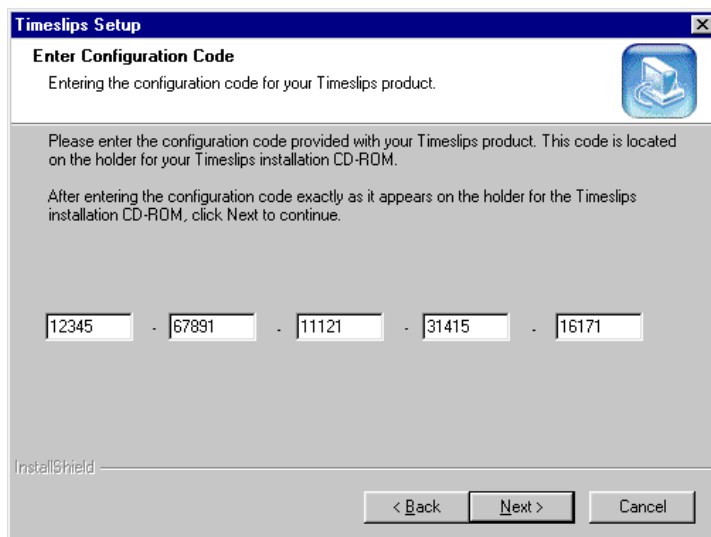 Timeslips Setup
Enter Configuration Code
Entering the configuration code for your Timeslips product.
Please enter the configuration code provided with your Timeslips product. This code is located
on the holder for your Timeslips installation CD-ROM.
After entering the configuration code exactly as it appears on the holder for the Timeslips
installation CD-ROM, click Next to continue.
12345 - 67891 - 11121 - 31415 - 16171
InstallShield
< Back Next > Cancel